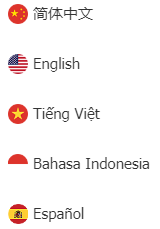 简体中文
English
Tiếng Việt
Bahasa Indonesia
Español